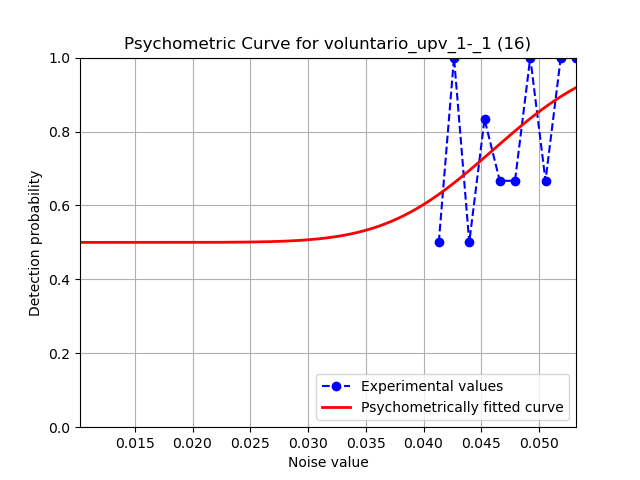 Psychometric Curve for voluntario_upv_1-_1 (16)
Detection probability
1.0
0.8
0.6
0.4
0.2
0.0
Experimental values
Psychometrically fitted curve
0.015 0.020 0.025 0.030 0.035 0.040 0.045 0.050
Noise value